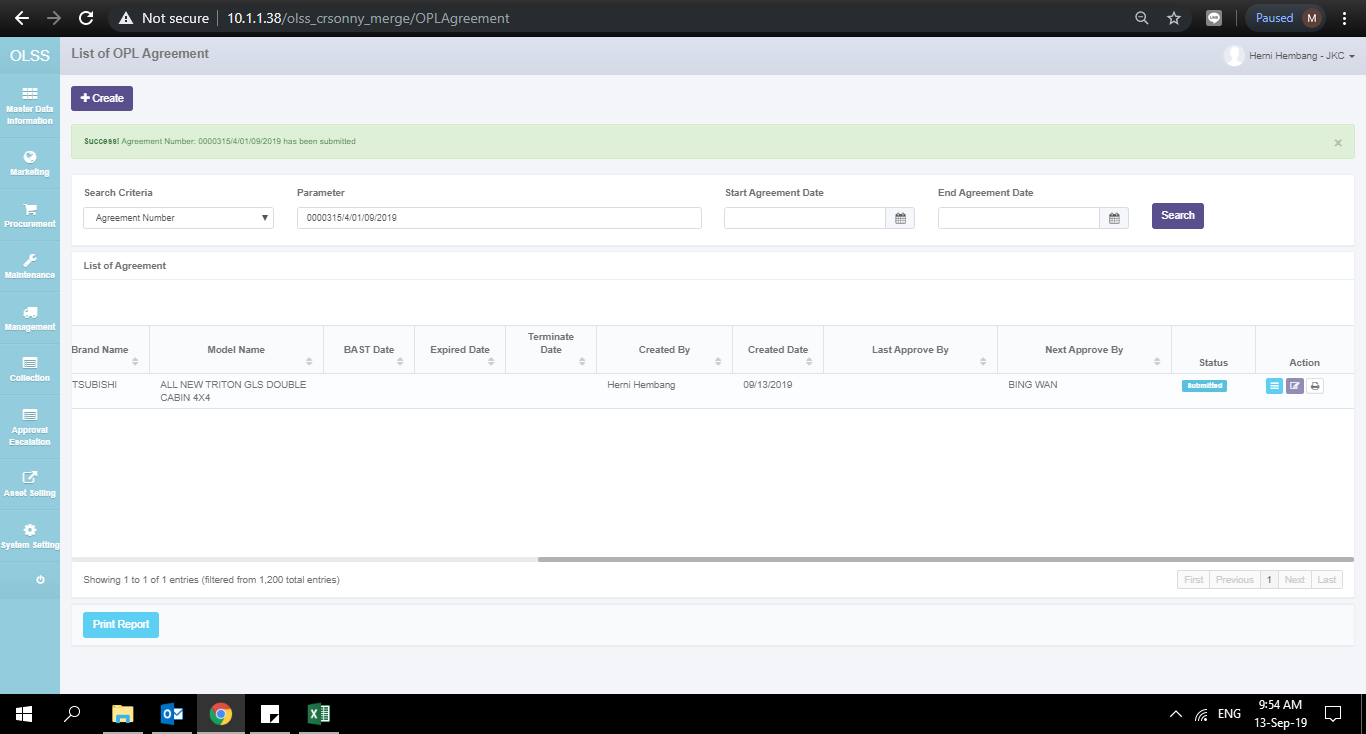 Not secure
10.1.1.38/olss_crsonny_merge/OPLAgreement
Paused
M
OLSS
List of OPL Agreement
Herni Hembang - JKC
Create
Master Data
Information
Marketing
Procurement
Maintenance
Management
Collection
Approval
Escalation
Asset Selling
System Setting
Success! Agreement Number: 0000315/4/01/09/2019 has been submitted
×
Search Criteria
Parameter
Start Agreement Date
End Agreement Date
Agreement Number
0000315/4/01/09/2019
Search
List of Agreement
Brand Name
Model Name
BAST Date
Expired Date
Terminate
Date
Created By
Created Date
Last Approve By
Next Approve By
Status
Action
TSUBISHI
ALL NEW TRITON GLS DOUBLE
CABIN 4X4
Herni Hembang
09/13/2019
BING WAN
Submitted
Showing 1 to 1 of 1 entries (filtered from 1,200 total entries)
First
Previous
1
Next
Last
Print Report
ENG
9:54 AM
13-Sep-19